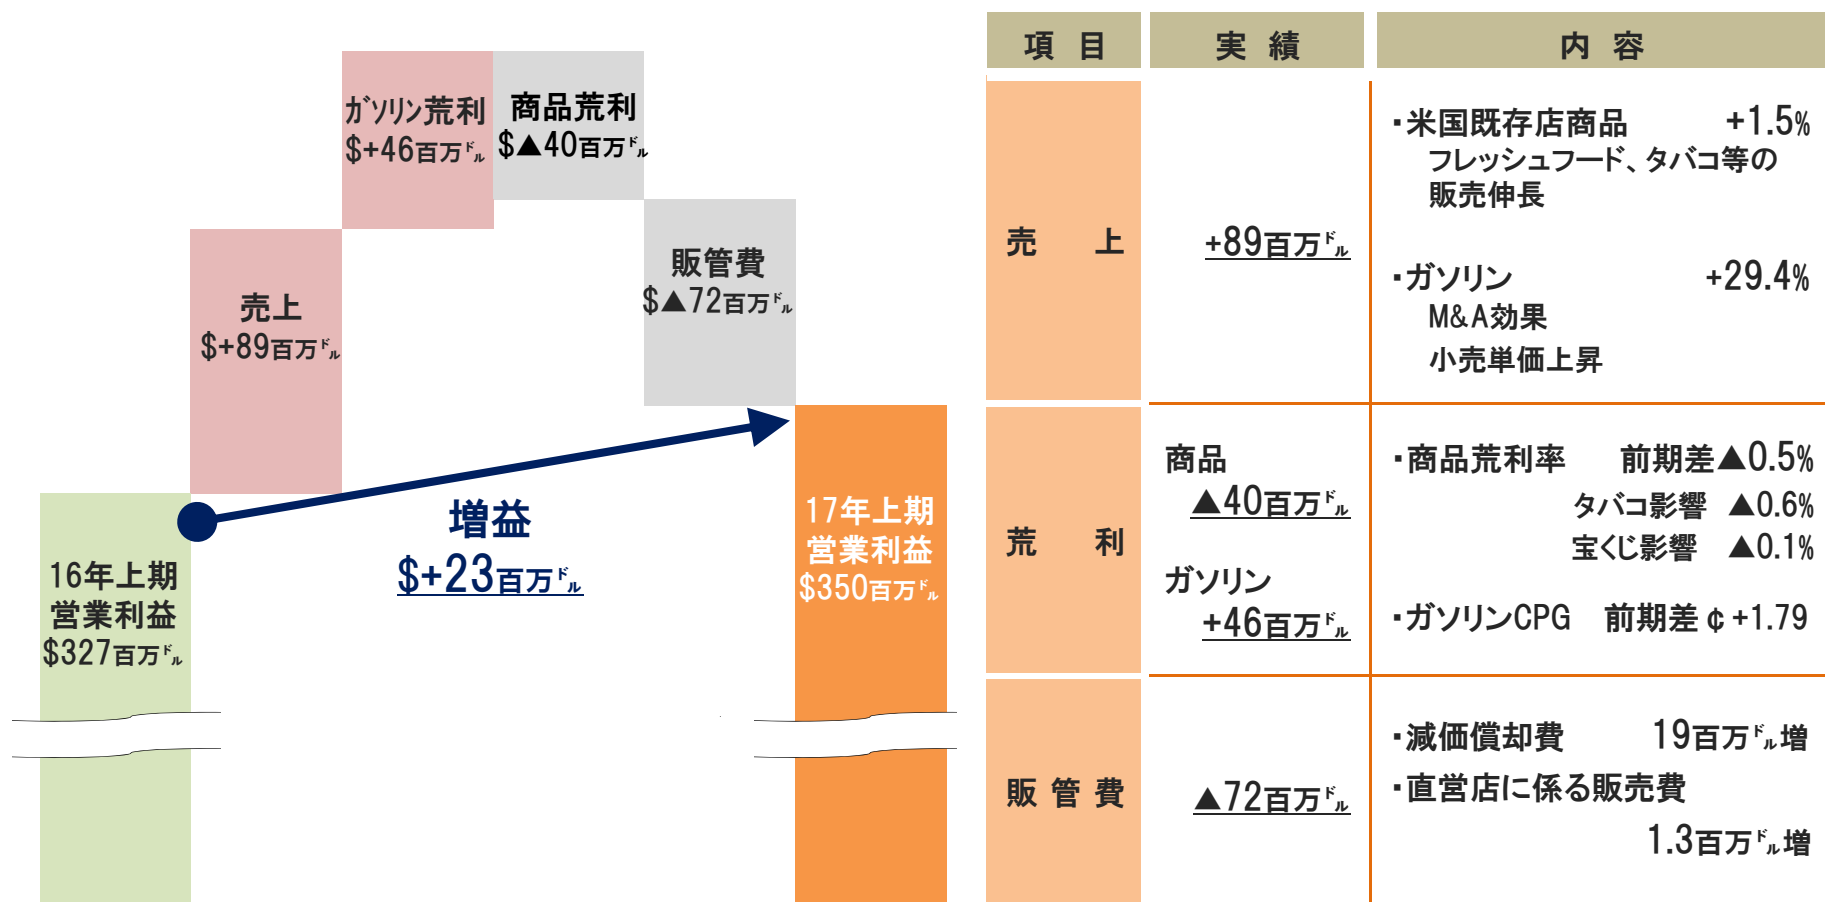 ｶﾞｿﾘﾝ荒利
$+46百万㌦
商品荒利
$▲40百万㌦
販管費
$▲72百万㌦
売上
$+89百万㌦
増益
$+23百万㌦
16年上期
営業利益
$327百万㌦
17年上期
営業利益
$350百万㌦
項 目 実 績 内 容
売 上
+89百万㌦
・米国既存店商品 +1.5%
フレッシュフード、タバコ等の
販売伸長
・ガソリン +29.4%
M&A効果
小売単価上昇
荒 利
商品
▲40百万㌦
ガソリン
+46百万㌦
・商品荒利率 前期差▲0.5%
タバコ影響 ▲0.6%
宝くじ影響 ▲0.1%
・ガソリンCPG 前期差￠+1.79
販 管 費
▲72百万㌦
・減価償却費 19百万㌦増
・直営店に係る販売費
1.3百万㌦増